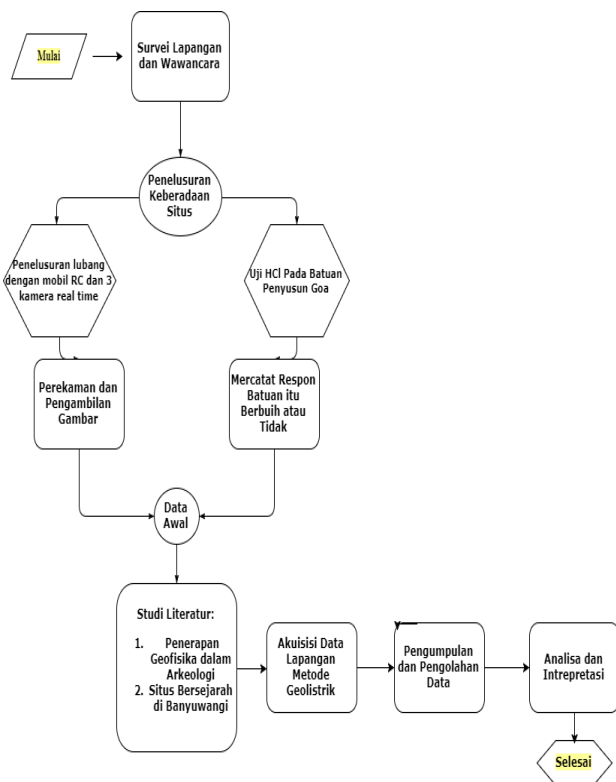 Mulai
Survei Lapangan
dan Wawancara
Penelusuran
Keberadaan
Situs
Penelusuran lubang
dengan mobil RC dan 3
kamera real time
Uji HCl Pada Batuan
Penyusun Goa
Perekaman dan
Pengambilan
Gambar
Mercatat Respon
Batuan itu
Berbuih atau
Tidak
Data
Awal
Studi Literatur:
1. Penerapan
Geofisika dalam
Arkeologi
2. Situs Bersejarah
di Banyuwangi
Akuisisi Data
Lapangan
Metode
Geolistrik
Pengumpulan
dan Pengolahan
Data
Analisa dan
Intrepretasi
Selesai